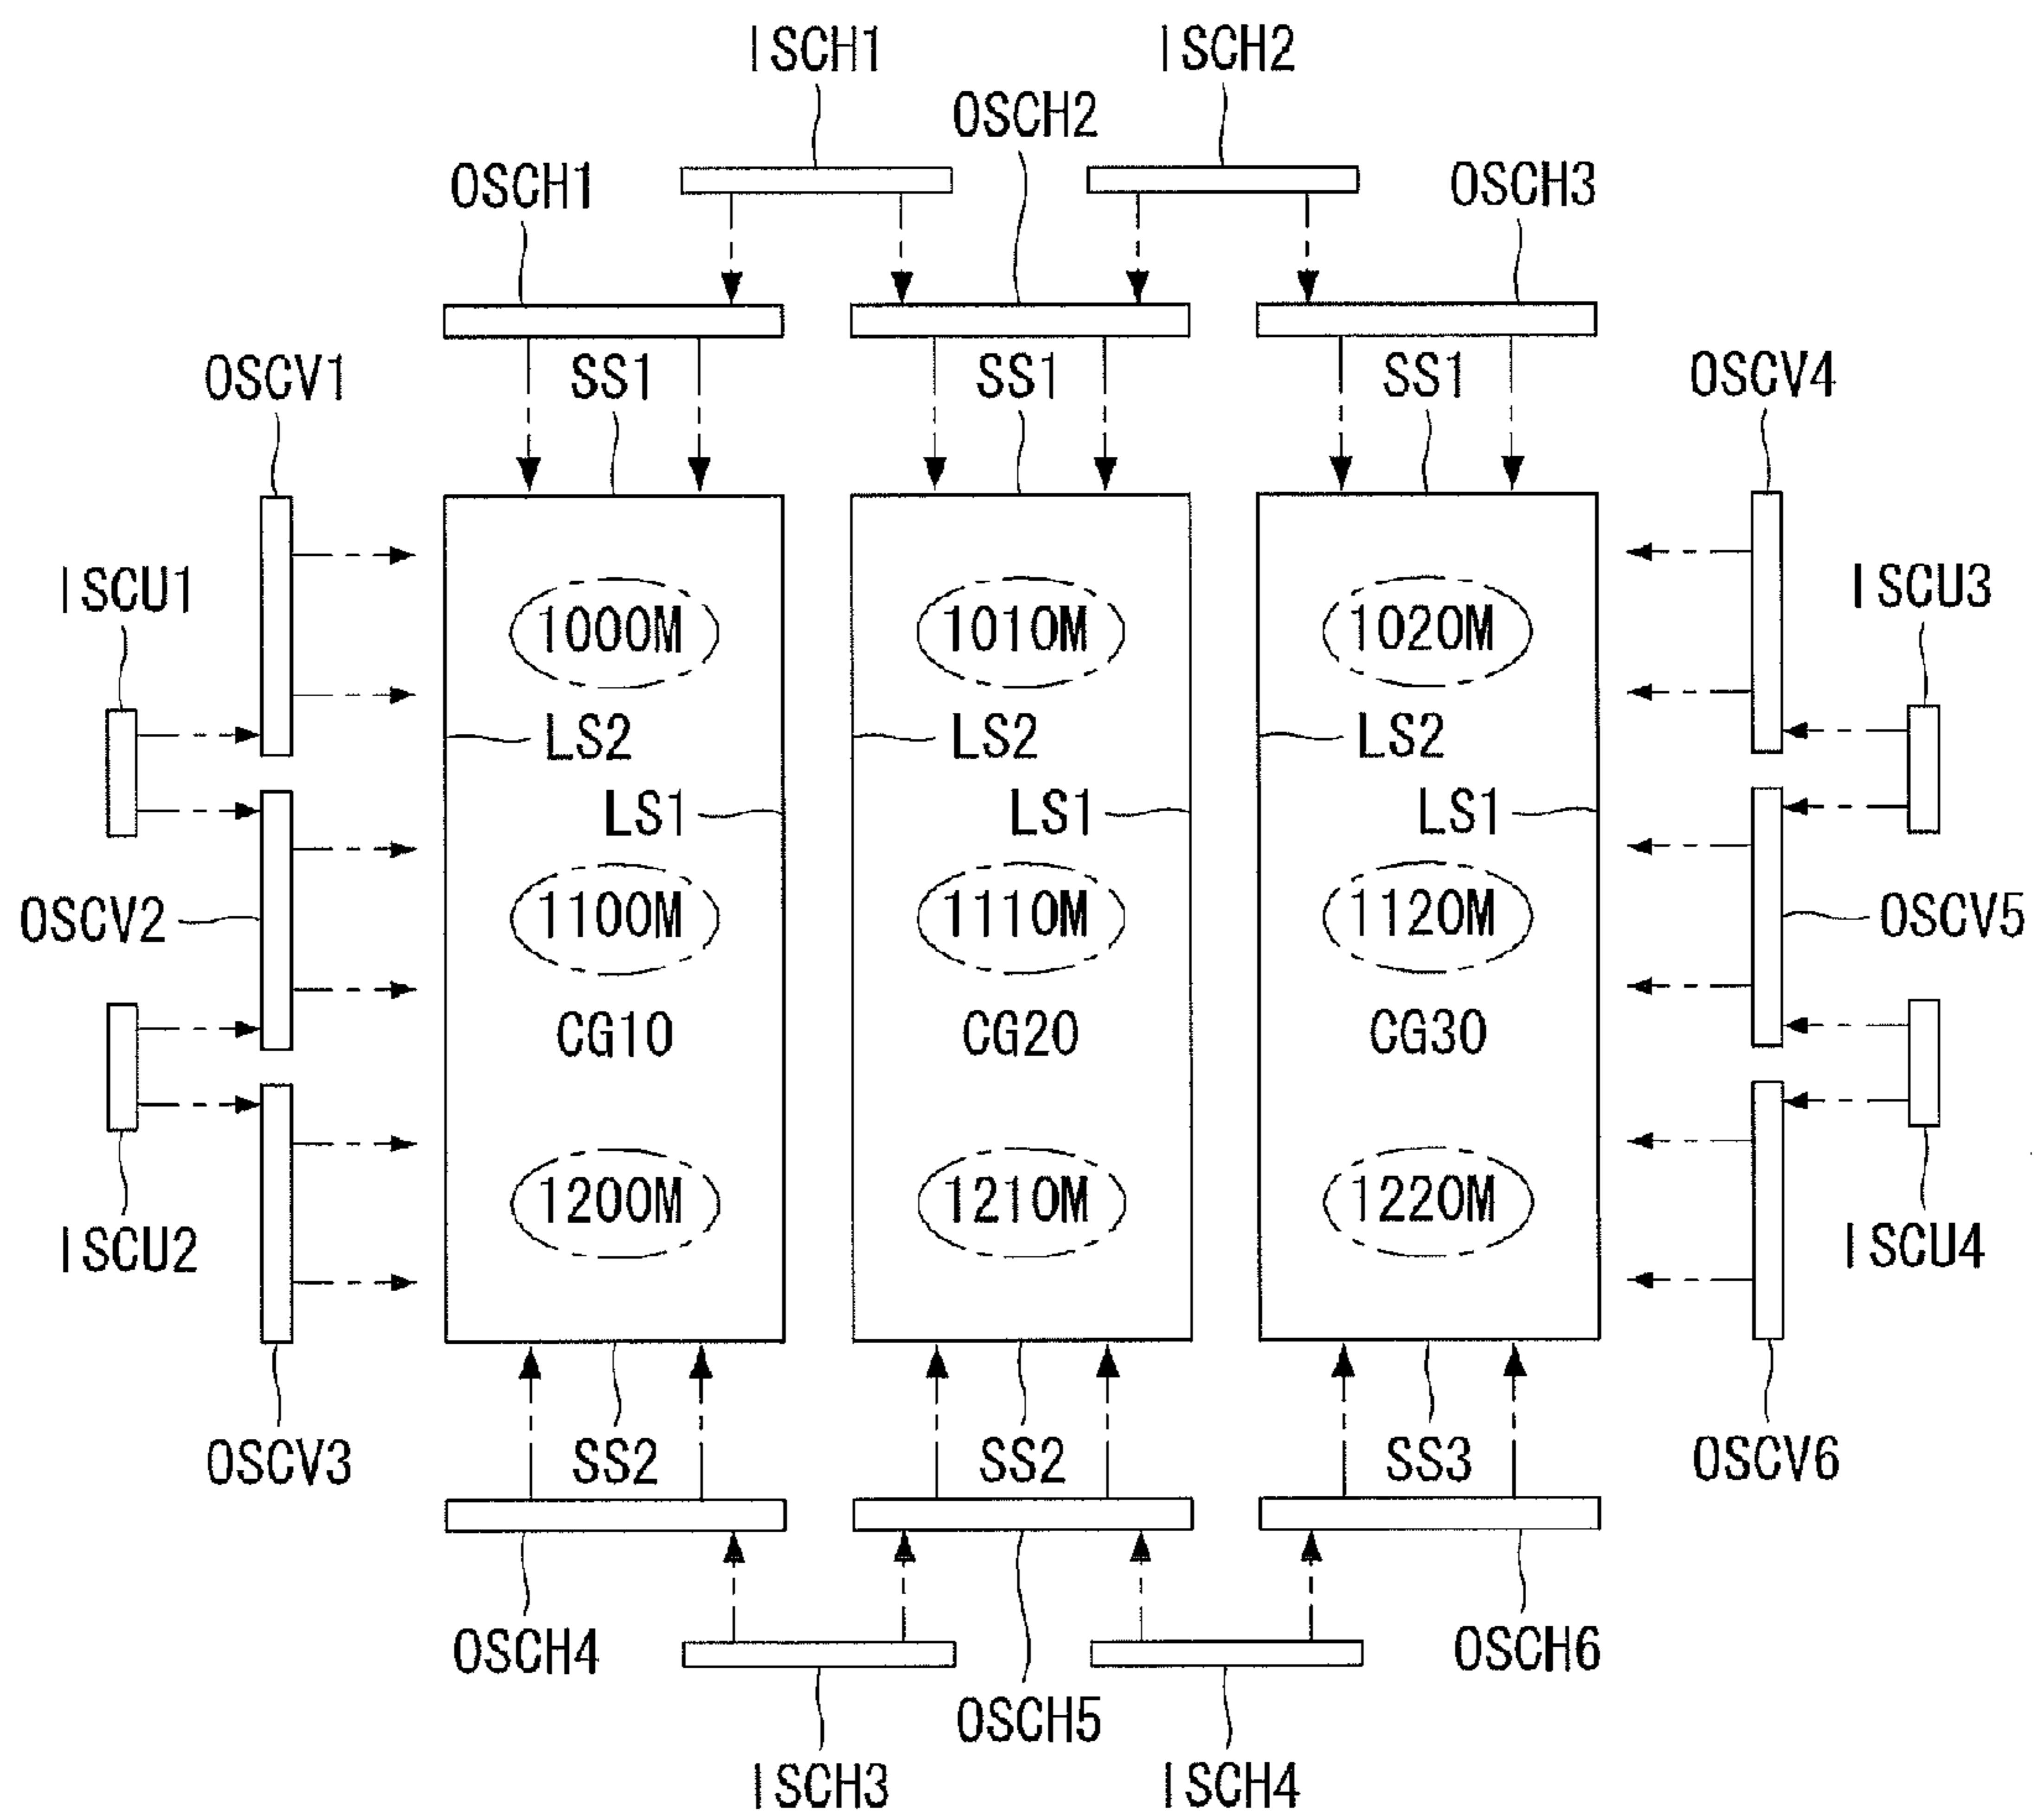 ISCH1 ISCH2
OSCH2
OSCH1 OSCH3
OSCV1 SS1 SS1 SS1 OSCV4
ISCU1 ISCU3
1000M 1010M 1020M
LS2 LS2 LS2
LS1 LS1 LS1
OSCV2 1100M 1110M 1120M OSCV5
CG10 CG20 CG30
1200M 1210M 1220M
ISCU2 ISCU4
OSCV3 SS2 SS2 SS3 OSCV6
OSCH4 OSCH6
OSCH5
ISCH3 ISCH4